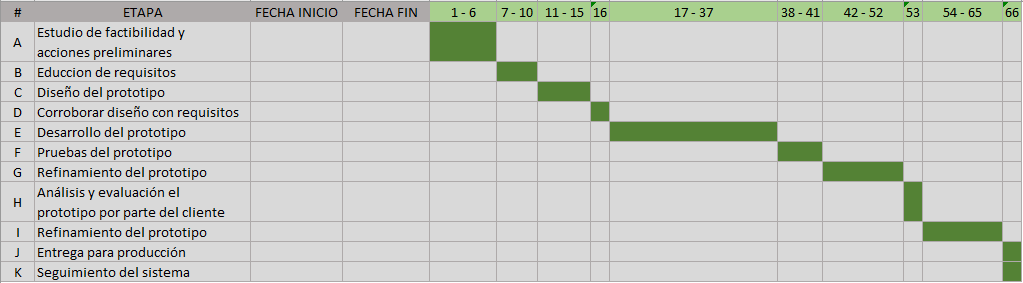 # ETAPA FECHA INICIO FECHA FIN 1 - 6 7 - 10 11 - 15 16 17 - 37 38 - 41 42 - 52 53 54 - 65 66
A Estudio de factibilidad y
acciones preliminares
B Educcion de requisitos
C Diseño del prototipo
D Corroborar diseño con requisitos
E Desarrollo del prototipo
F Pruebas del prototipo
G Refinamiento del prototipo
H Análisis y evaluación el
prototipo por parte del cliente
I Refinamiento del prototipo
J Entrega para producción
K Seguimiento del sistema